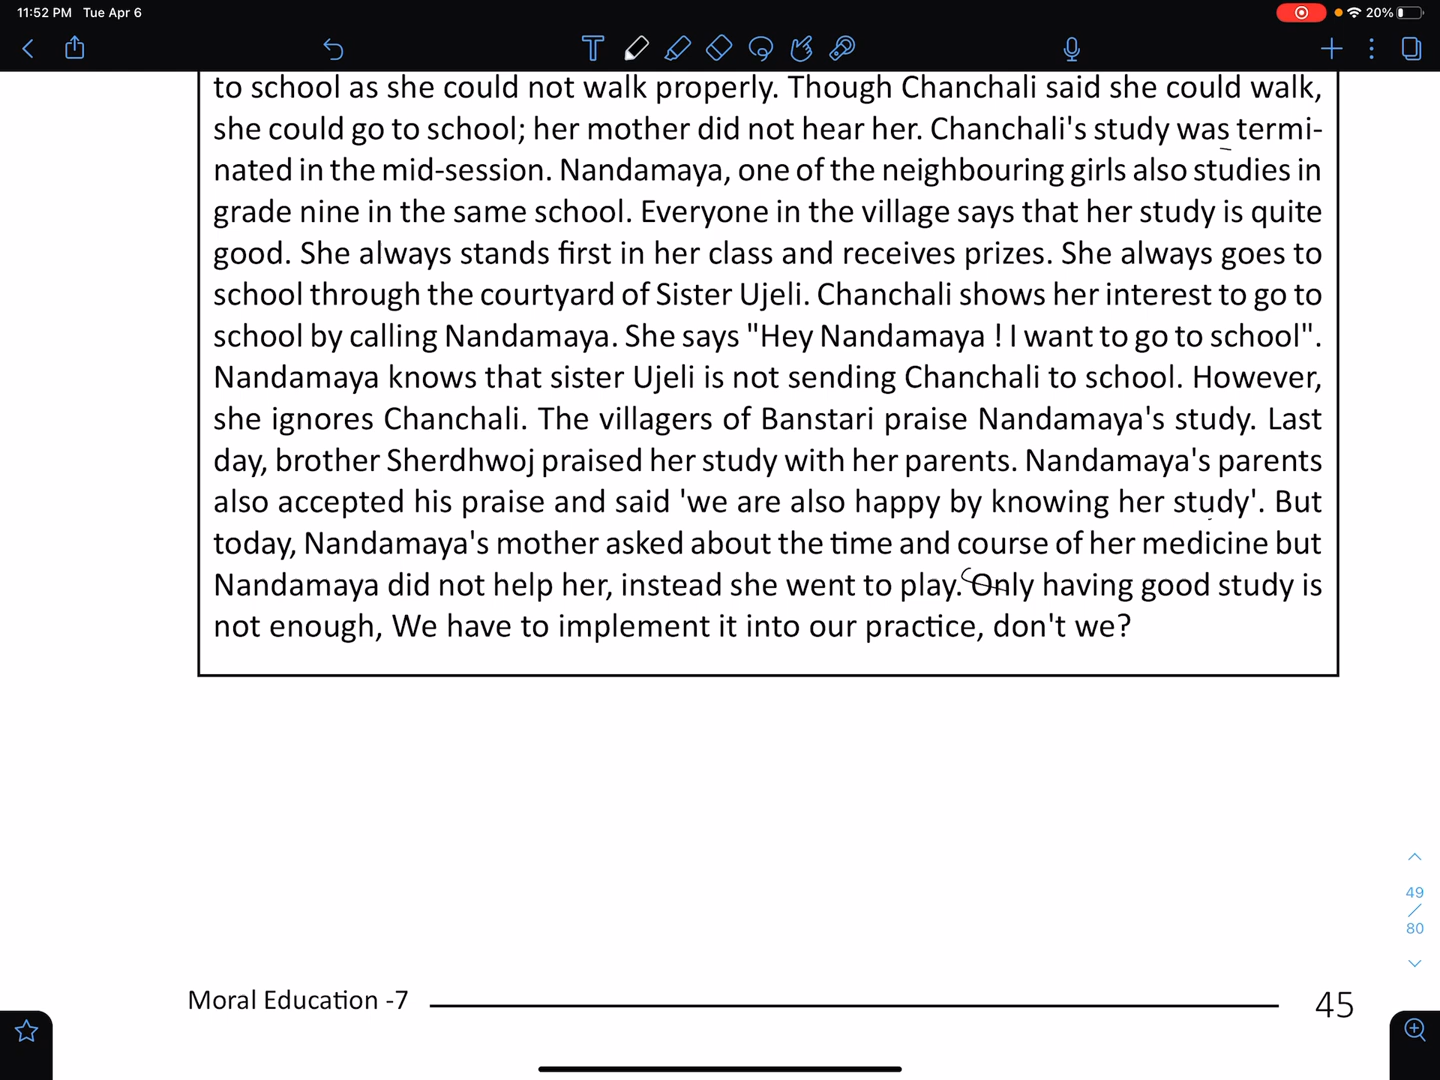 11:52 PM Tue Apr 6
20%
to school as she could not walk properly. Though Chanchali said she could walk,
she could go to school; her mother did not hear her. Chanchali's study was termi-
nated in the mid-session. Nandamaya, one of the neighbouring girls also studies in
grade nine in the same school. Everyone in the village says that her study is quite
good. She always stands first in her class and receives prizes. She always goes to
school through the courtyard of Sister Ujeli. Chanchali shows her interest to go to
school by calling Nandamaya. She says "Hey Nandamaya ! I want to go to school".
Nandamaya knows that sister Ujeli is not sending Chanchali to school. However,
she ignores Chanchali. The villagers of Banstari praise Nandamaya's study. Last
day, brother Sherdhwoj praised her study with her parents. Nandamaya's parents
also accepted his praise and said 'we are also happy by knowing her study'. But
today, Nandamaya's mother asked about the time and course of her medicine but
Nandamaya did not help her, instead she went to play. Only having good study is
not enough, We have to implement it into our practice, don't we?
49
/
80
Moral Education -7
45